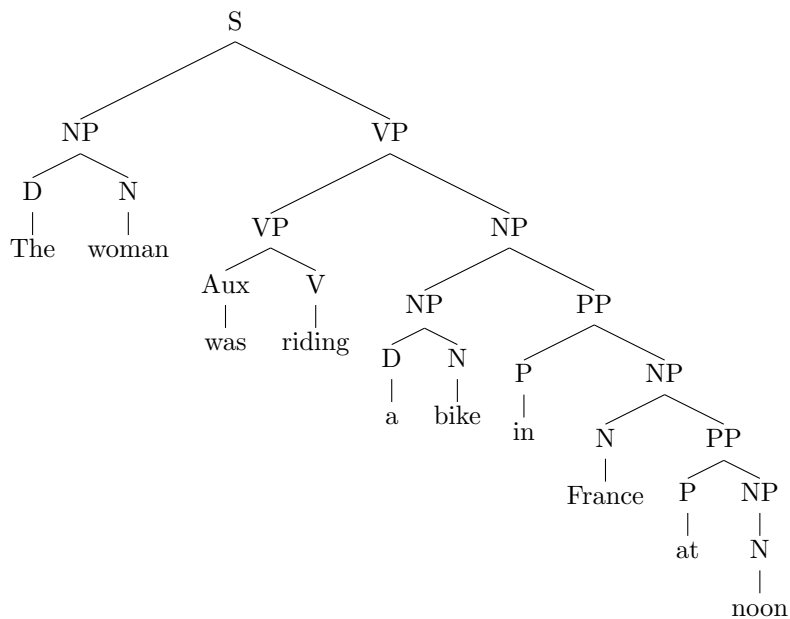 S
NP VP
D N
The woman
VP NP
Aux V
was riding
NP PP
D N
a bike
P NP
in
N PP
France
P NP
at N
noon